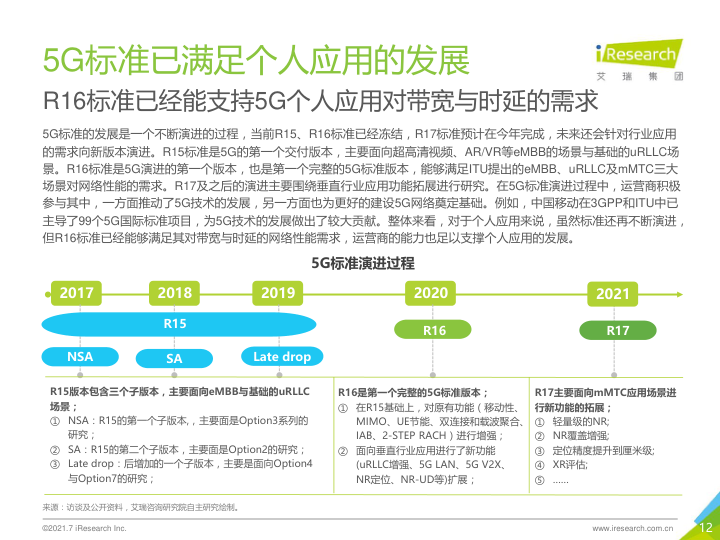 5G标准已满足个人应用的发展
iResearch
艾瑞集团
R16标准已经能支持5G个人应用对带宽与时延的需求
5G标准的发展是一个不断演进的过程，当前R15、R16标准已冻结，R17标准预计在今年完成，未来还会针对行业应用
的需求向新版本演进。R15标准是5G的第一个交付版本，主要面向超高清视频、AR/VR等eMBB的场景与基础的uRLLC场
景。R16标准是5G演进的第一个版本，也是第一个完整的5G标准版本，能够满足ITU提出的eMBB、uRLLC及mMTC三大
场景对网络性能的需求。R17及之后的演进主要围绕垂直行业应用功能拓展进行研究。在5G标准演进过程中，运营商积极
参与其中，一方面推动了5G技术的发展，另一方面也为更好的建设5G网络奠定基础。例如，中国移动在3GPP和ITU中已
主导了99个5G国际标准项目，为5G技术的发展做出了较大贡献。整体来看，对于个人应用来说，虽然标准还再不断演进，
但R16标准已经能够满足其对带宽与时延的网络性能需求，运营商的能力也足以支撑个人应用的发展。
5G标准演进过程
2017 2018 2019 2020 2021
R15 R16 R17
NSA SA Late drop
R15版本包含三个子版本，主要面向eMBB与基础的uRLLC
场景；
① NSA：R15的第一个子版本,，主要面是Option3系列的
研究；
② SA：R15的第二个子版本，主要面是Option2的研究；
③ Late drop：后增加的一个子版本，主要是面向Option4
与Option7的研究；
R16是第一个完整的5G标准版本；
① 在R15基础上，对原有功能（移动性、
MIMO、UE节能、双连接和载波聚合、
IAB、2-STEP RACH）进行增强；
② 面向垂直行业应用进行了新功能
(uRLLC增强、5G LAN、5G V2X、
NR定位、NR-UD等)扩展；
R17主要面向mMTC应用场景进
行新功能的拓展；
① 轻量级的NR;
② NR覆盖增强;
③ 定位精度提升到厘米级;
④ XR评估;
⑤ ......
来源：访谈及公开资料，艾瑞咨询研究院自主研究绘制。
©2021.7 iResearch Inc.
www.iresearch.com.cn
12